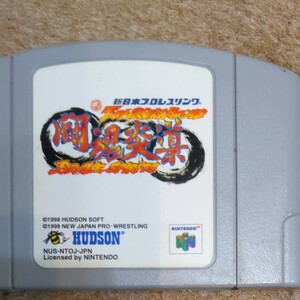 新日本プロレスリング
闘魂炎導
©1998 HUDSON SOFT
©1998 NEW JAPAN PRO-WRESTLING
HUDSON
NUS-NTOJ-JPN
Licensed by NINTENDO
NINTENDO